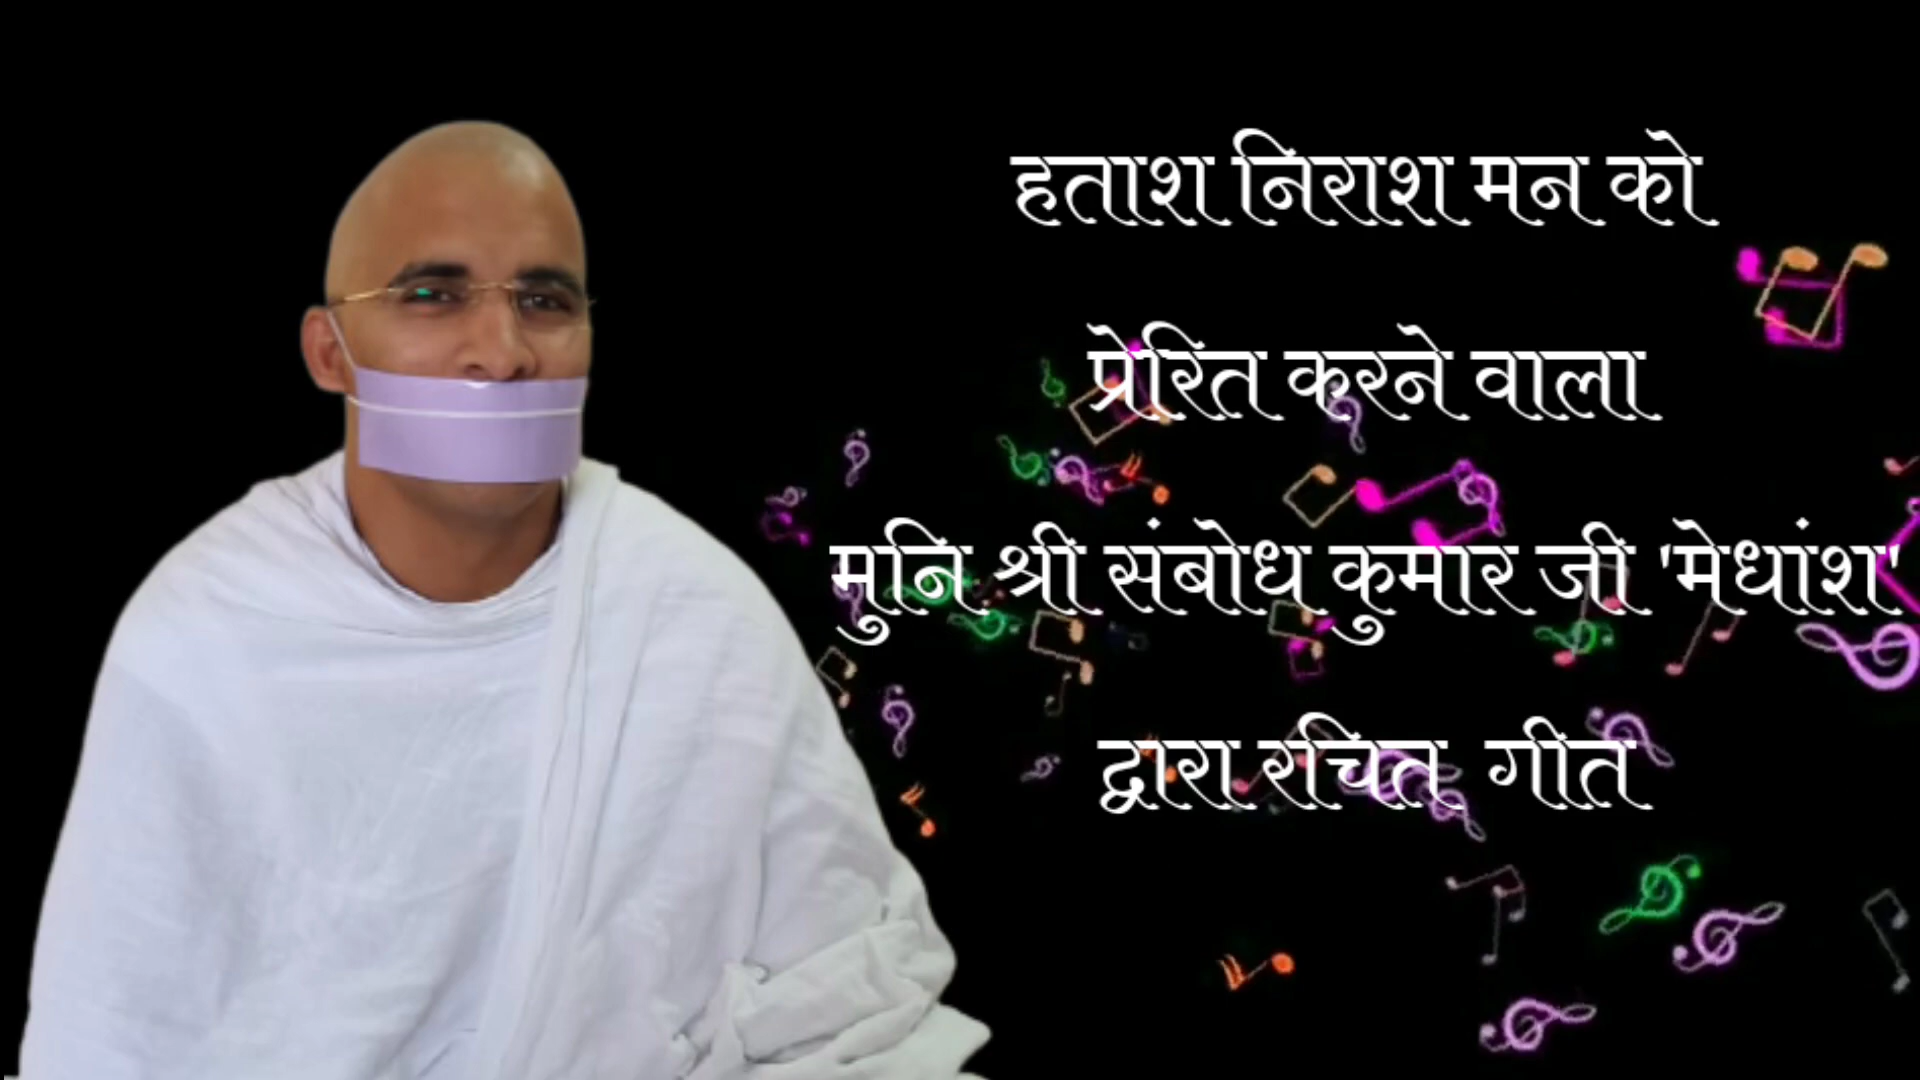 हताश निराश मन को
प्रेरित करने वाला
मुनि श्री संबोध कुमार जी 'मेधांश'
द्वारा रचित गीत